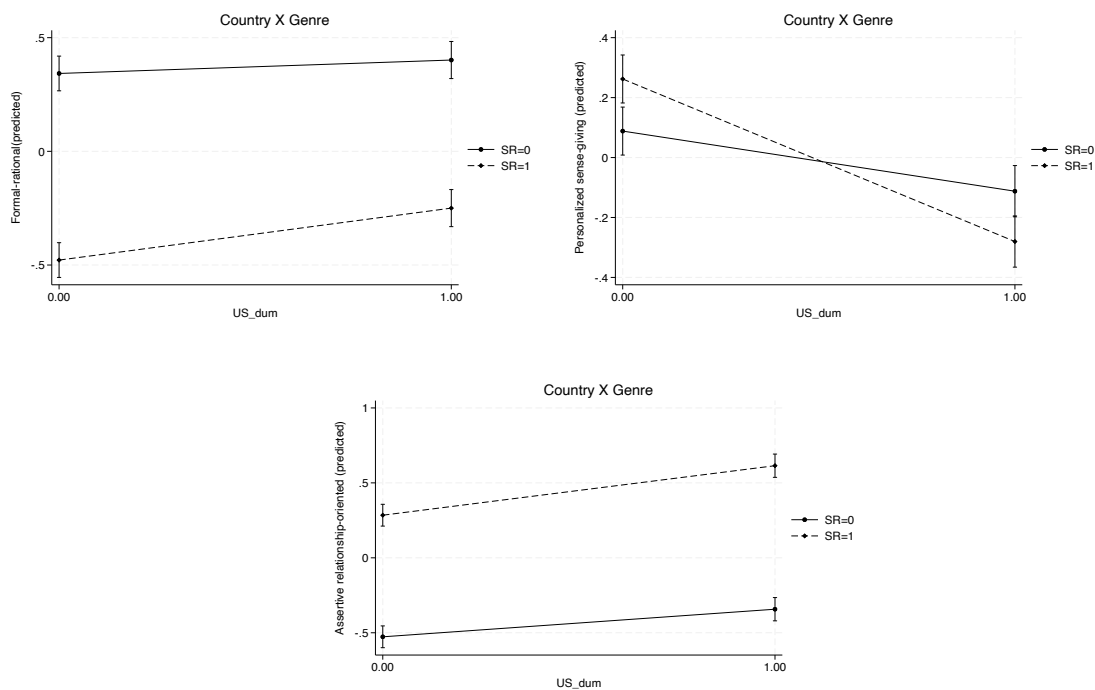 Country X Genre
Formal-rational(predicted)
.5
0
-.5
0.00
1.00
US_dum
SR=0
SR=1
Country X Genre
Personalized sense-giving (predicted)
.4
.2
0
-.2
-.4
0.00
1.00
US_dum
SR=0
SR=1
Country X Genre
Assertive relationship-oriented (predicted)
1
.5
0
-.5
0.00
1.00
US_dum
SR=0
SR=1